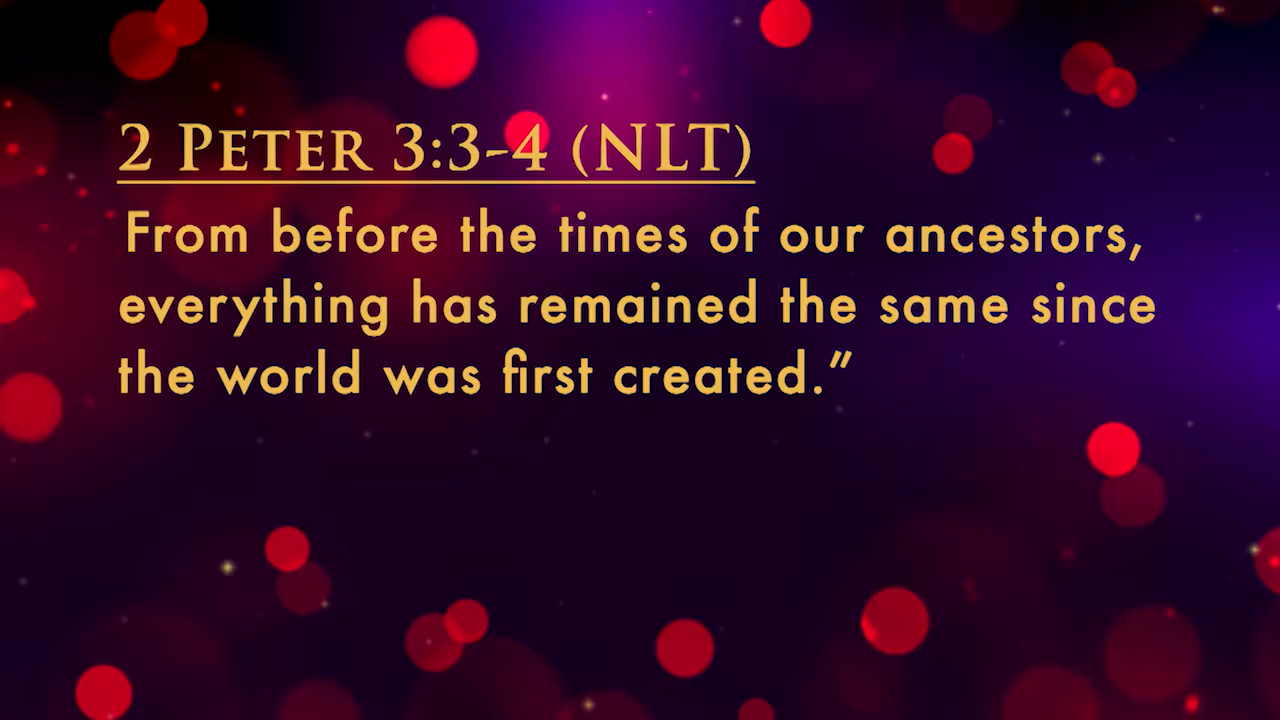 2 PETER 3:3-4 (NLT)
From before the times of our ancestors,
everything has remained the same since
the world was first created.”